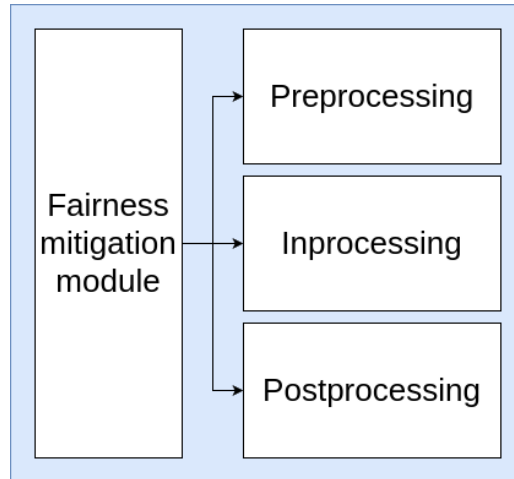 Fairness
mitigation
module
Preprocessing
Inprocessing
Postprocessing